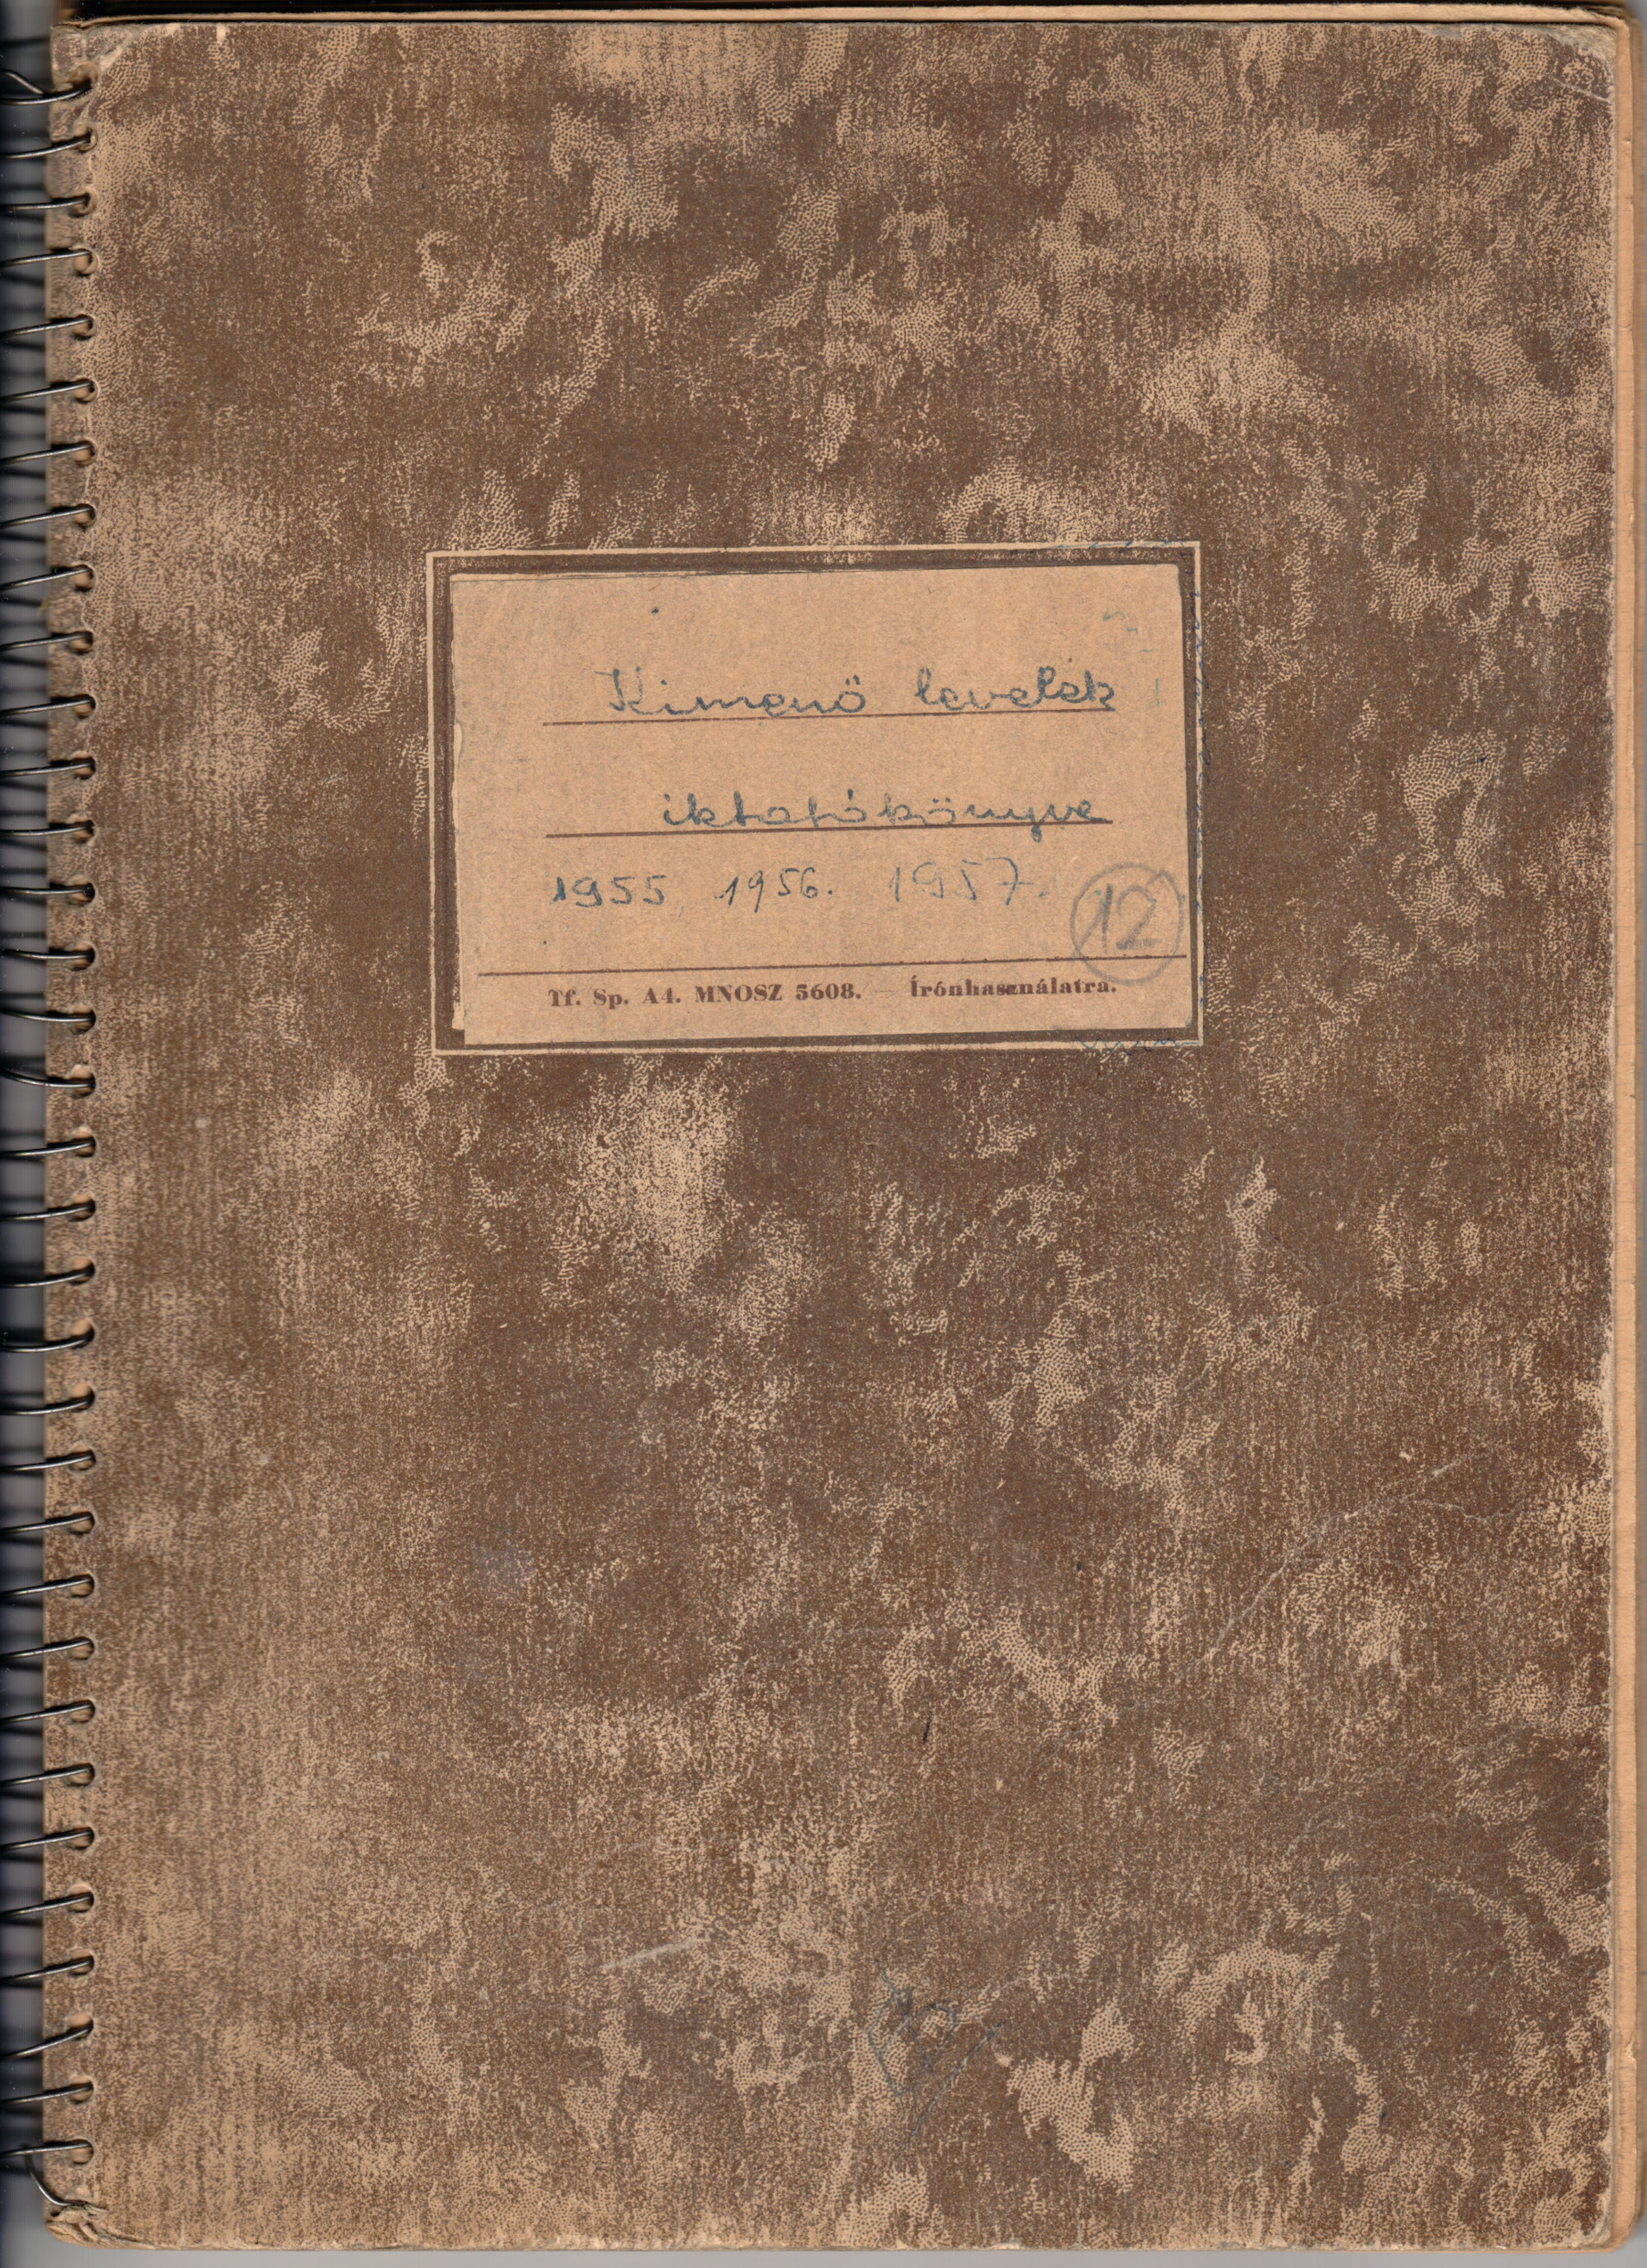 Kimenő levelek
iktatókönyve
1955 1956. 1957.
12
Tf. Sp. A4. MNOSZ 5608. — Írónhasználatra.